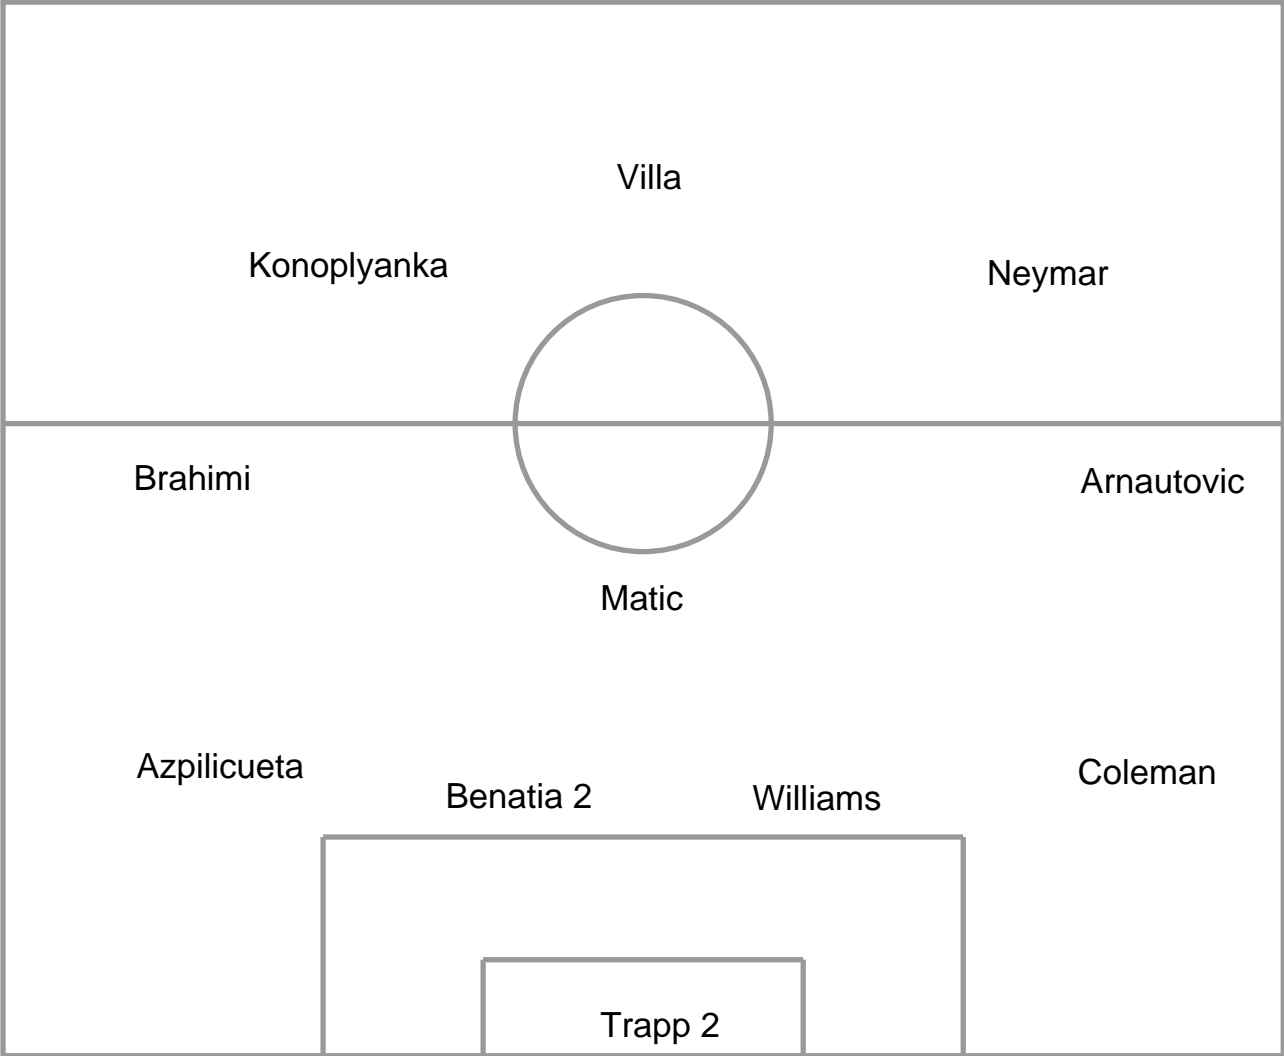 Villa
Konoplyanka
Neymar
Brahimi
Arnautovic
Matic
Azpilicueta
Coleman
Benatia 2
Williams
Trapp 2